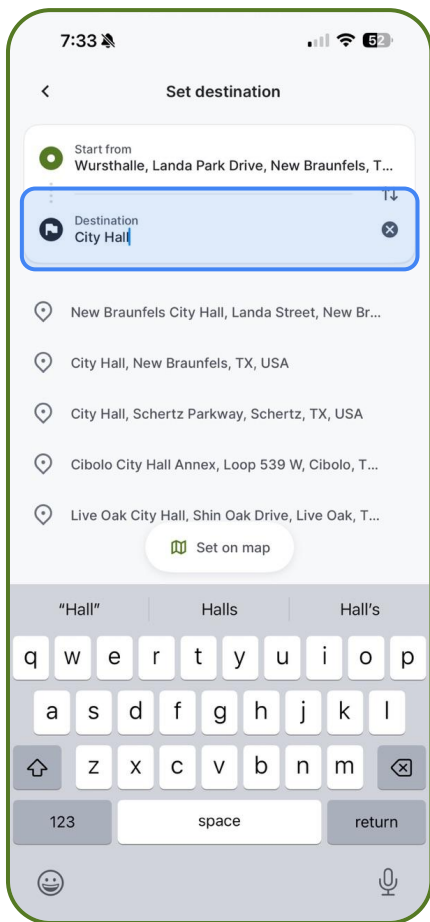 7:33
52
Set destination
Start from
Wursthalle, Landa Park Drive, New Braunfels, T...
Destination
City Hall
New Braunfels City Hall, Landa Street, New Br...
City Hall, New Braunfels, TX, USA
City Hall, Schertz Parkway, Schertz, TX, USA
Cibolo City Hall Annex, Loop 539 W, Cibolo, T...
Live Oak City Hall, Shin Oak Drive, Live Oak, T...
Set on map
“Hall” Halls Hall's
q w e r t y u i o p
a s d f g h j k l
z x c v b n m
123 space return